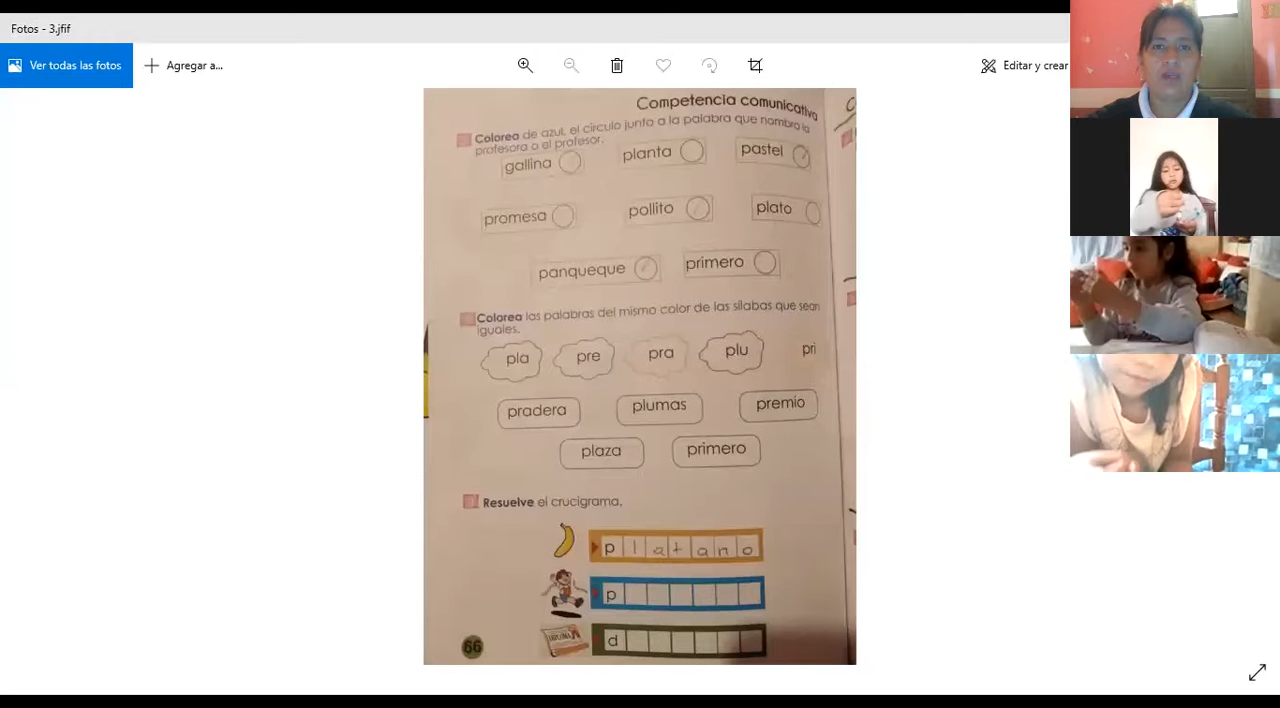 Fotos - 3.jfif
Ver todas las fotos
Agregar a...
Editar y crear
Competencia comunicativa
Colorea de azul, el círculo junto a la palabra que nombra la
profesora o el profesor.
gallina planta pastel
promesa pollito plato
panqueque primero
Colorea las palabras del mismo color de las sílabas que sean
iguales.
pla pre pra plu pri
pradera plumas premio
plaza primero
Resuelve el crucigrama.
platano
p
DIPLOMA d
66